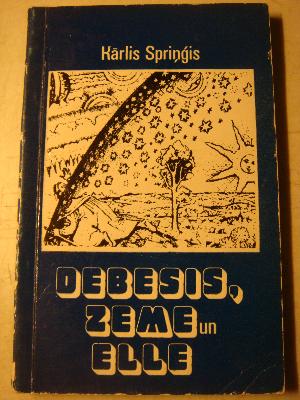 Kārlis Spriņģis
DEBESIS,
ZEME un
ELLE